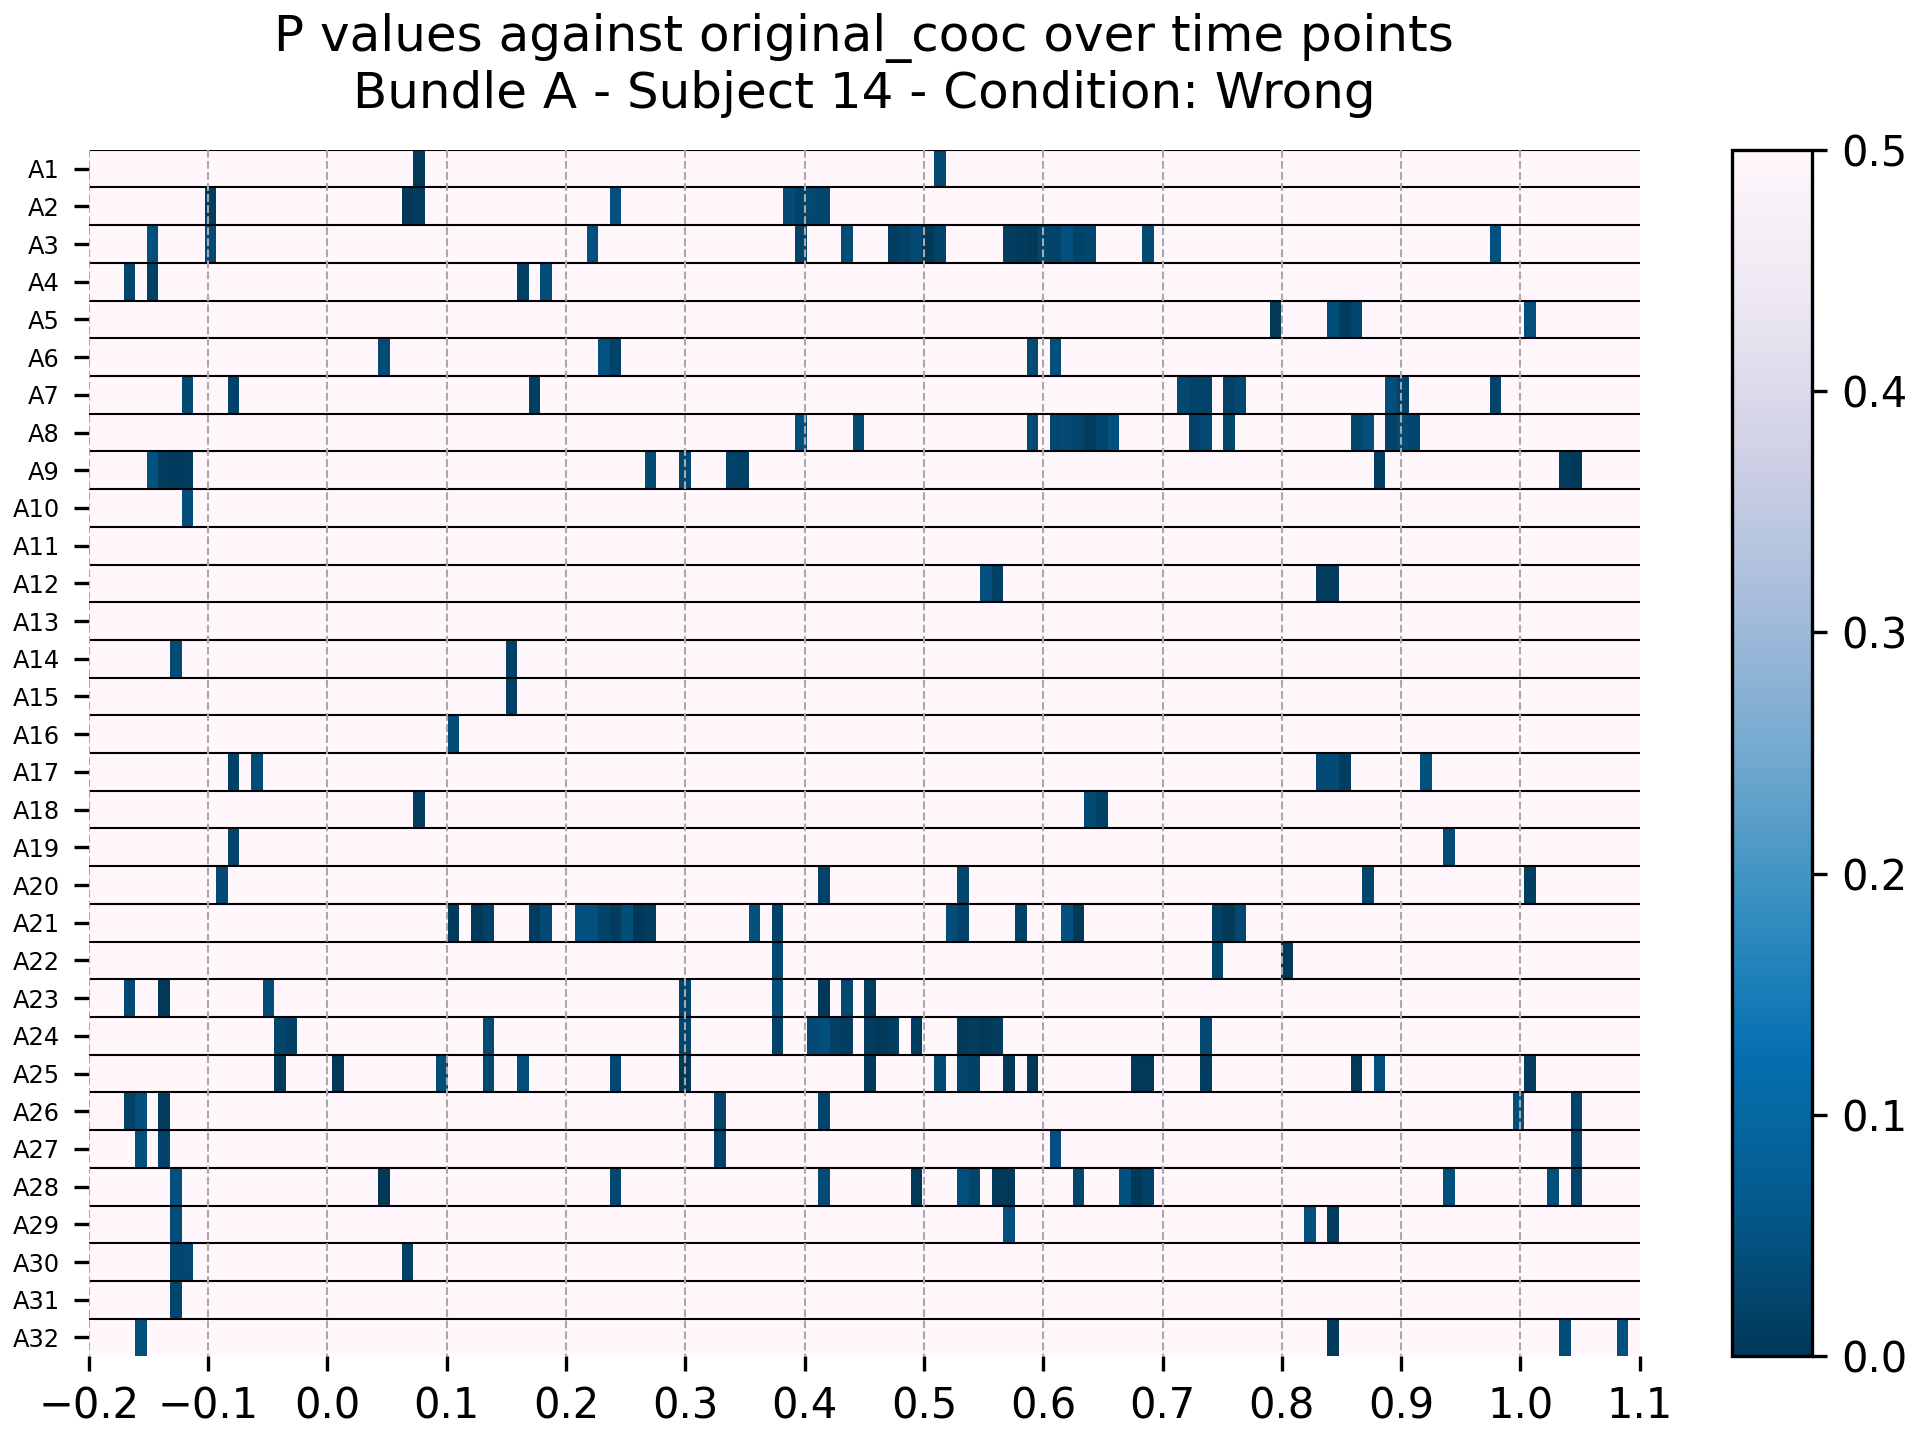 P values against original_cooc over time points
Bundle A - Subject 14 - Condition: Wrong
A1
A2
A3
A4
A5
A6
A7
A8
A9
A10
A11
A12
A13
A14
A15
A16
A17
A18
A19
A20
A21
A22
A23
A24
A25
A26
A27
A28
A29
A30
A31
A32
−0.2 −0.1 0.0 0.1 0.2 0.3 0.4 0.5 0.6 0.7 0.8 0.9 1.0 1.1
0.5
0.4
0.3
0.2
0.1
0.0